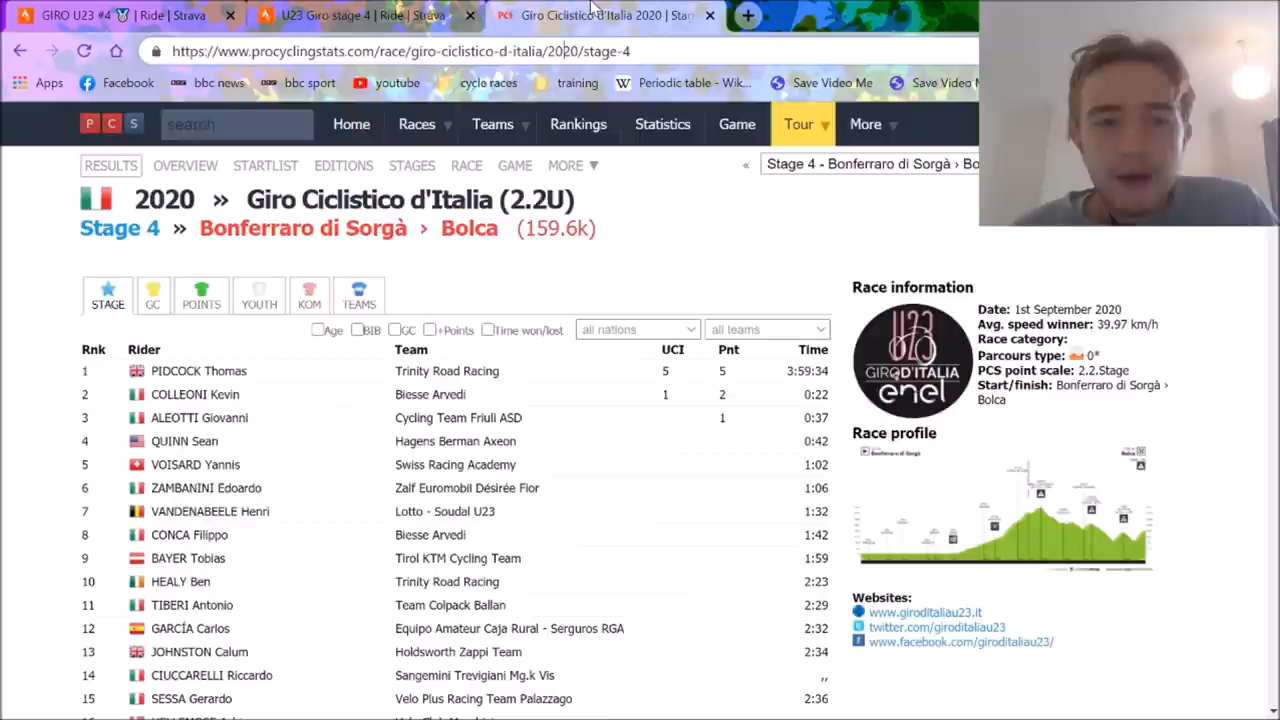 GIRO U23 #4 | Ride | Strava
U23 Giro stage 4 | Ride | Strava
PCS Giro Ciclistico d'Italia 2020 | Stag
https://www.procyclingstats.com/race/giro-ciclistico-d-italia/2020/stage-4
Apps Facebook bbc news bbc sport youtube cycle races training Periodic table - Wik... Save Video Me Save Video Me
P C S search Home Races Teams Rankings Statistics Game Tour More
RESULTS OVERVIEW STARTLIST EDITIONS STAGES RACE GAME MORE ▼ « Stage 4 - Bonferraro di Sorgà › Bo
2020 » Giro Ciclistico d'Italia (2.2U)
Stage 4 » Bonferraro di Sorgà › Bolca (159.6k)
STAGE GC POINTS YOUTH KOM TEAMS
Age BIB GC +Points Time won/lost all nations all teams
Rnk Rider Team UCI Pnt Time
1 PIDCOCK Thomas Trinity Road Racing 5 5 3:59:34
2 COLLEONI Kevin Biesse Arvedi 1 2 0:22
3 ALEOTTI Giovanni Cycling Team Friuli ASD 1 0:37
4 QUINN Sean Hagens Berman Axeon 0:42
5 VOISARD Yannis Swiss Racing Academy 1:02
6 ZAMBANINI Edoardo Zalf Euromobil Désirée Fior 1:06
7 VANDENABEELE Henri Lotto - Soudal U23 1:32
8 CONCA Filippo Biesse Arvedi 1:42
9 BAYER Tobias Tirol KTM Cycling Team 1:59
10 HEALY Ben Trinity Road Racing 2:23
11 TIBERI Antonio Team Colpack Ballan 2:29
12 GARCÍA Carlos Equipo Amateur Caja Rural - Serguros RGA 2:32
13 JOHNSTON Calum Holdsworth Zappi Team 2:34
14 CIUCCARELLI Riccardo Sangemini Trevigiani Mg.k Vis ,,
15 SESSA Gerardo Velo Plus Racing Team Palazzago 2:36
Race information
U23
GIROD'ITALIA
enel
Date: 1st September 2020
Avg. speed winner: 39.97 km/h
Race category:
Parcours type: 0*
PCS point scale: 2.2.Stage
Start/finish: Bonferraro di Sorgà ›
Bolca
Race profile
Bonferraro di Sorgà
Websites:
www.giroditaliau23.it
twitter.com/giroditaliau23
www.facebook.com/giroditaliau23/